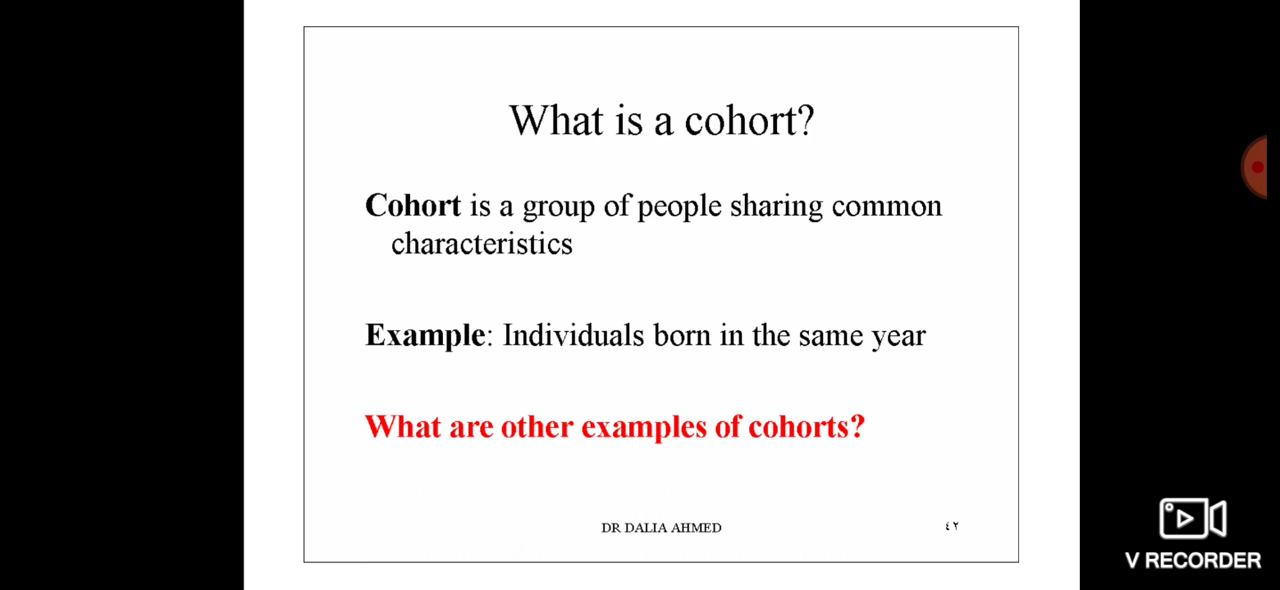 What is a cohort?
Cohort is a group of people sharing common
characteristics
Example: Individuals born in the same year
What are other examples of cohorts?
DR DALIA AHMED
٤٢
V RECORDER